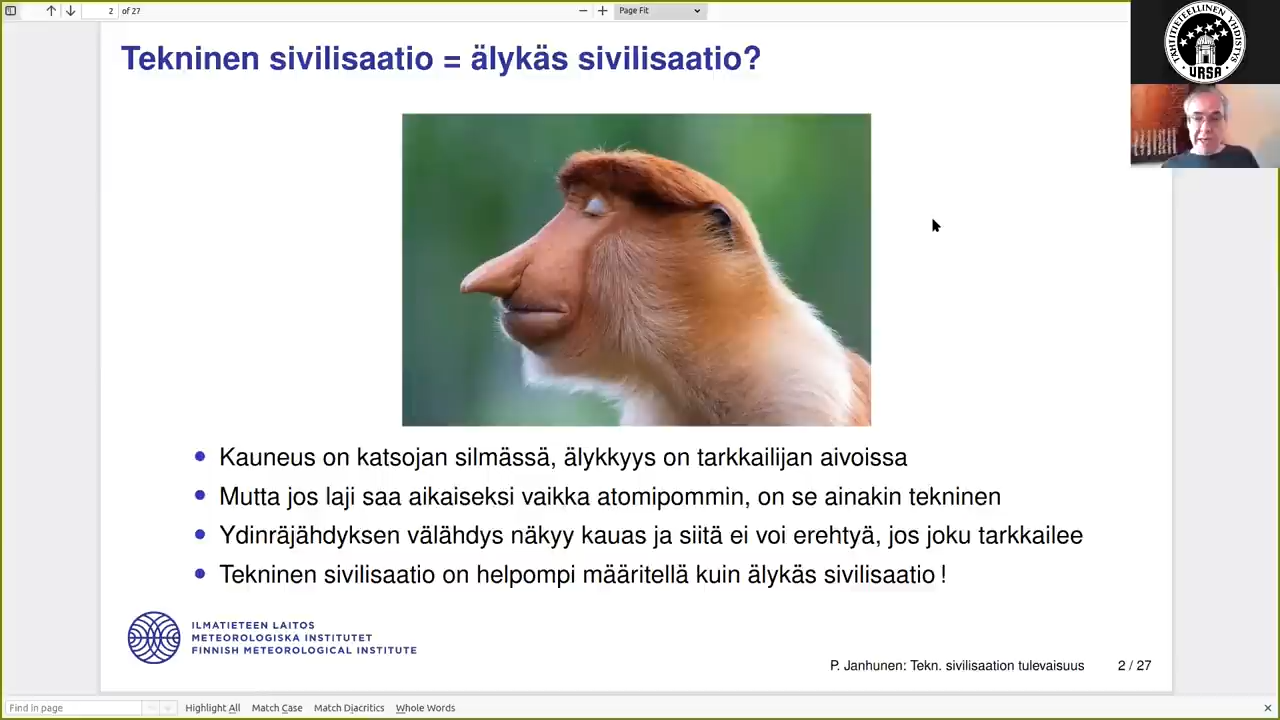 2 of 27
Page Fit
Tekninen sivilisaatio = älykäs sivilisaatio?
TÄHTITIETEELLINEN YHDISTYS
URSA
Kauneus on katsojan silmässä, älykkyys on tarkkailijan aivoissa
Mutta jos laji saa aikaiseksi vaikka atomipommin, on se ainakin tekninen
Ydinräjähdyksen välähdys näkyy kauas ja siitä ei voi erehtyä, jos joku tarkkailee
Tekninen sivilisaatio on helpompi määritellä kuin älykäs sivilisaatio !
ILMATIETEEN LAITOS
METEOROLOGISKA INSTITUTET
FINNISH METEOROLOGICAL INSTITUTE
P. Janhunen: Tekn. sivilisaation tulevaisuus 2 / 27
Find in page Highlight All Match Case Match Diacritics Whole Words